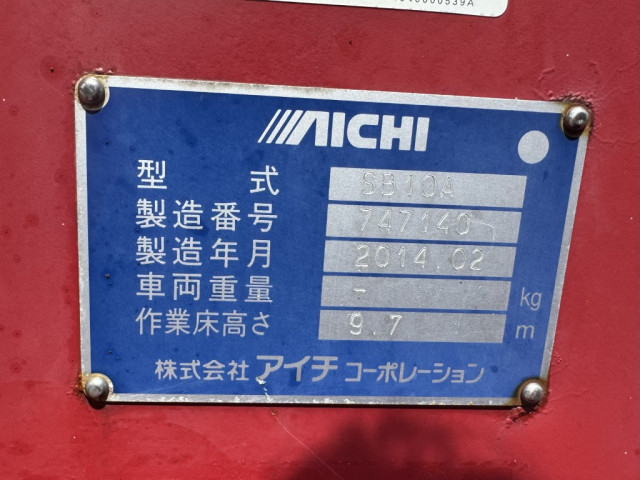 AICHI
型式 SB10A
製造番号 747140
製造年月 2014.02
車両重量 - kg
作業床高さ 9.7 m
株式会社 アイチ コーポレーション